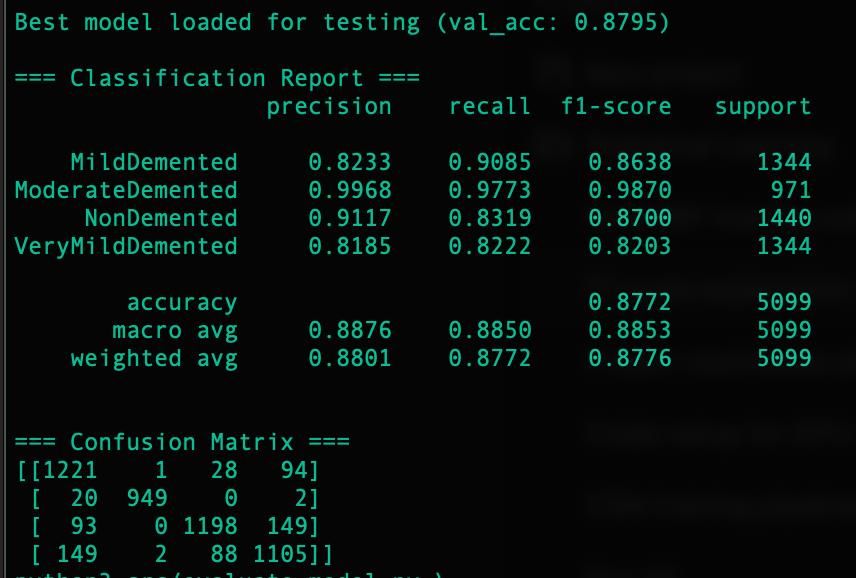 Best model loaded for testing (val_acc: 0.8795)
=== Classification Report ===
precision recall f1-score support
MildDemented 0.8233 0.9085 0.8638 1344
ModerateDemented 0.9968 0.9773 0.9870 971
NonDemented 0.9117 0.8319 0.8700 1440
VeryMildDemented 0.8185 0.8222 0.8203 1344
accuracy 0.8772 5099
macro avg 0.8876 0.8850 0.8853 5099
weighted avg 0.8801 0.8772 0.8776 5099
=== Confusion Matrix ===
[[1221 1 28 94]
[ 20 949 0 2]
[ 93 0 1198 149]
[ 149 2 88 1105]]